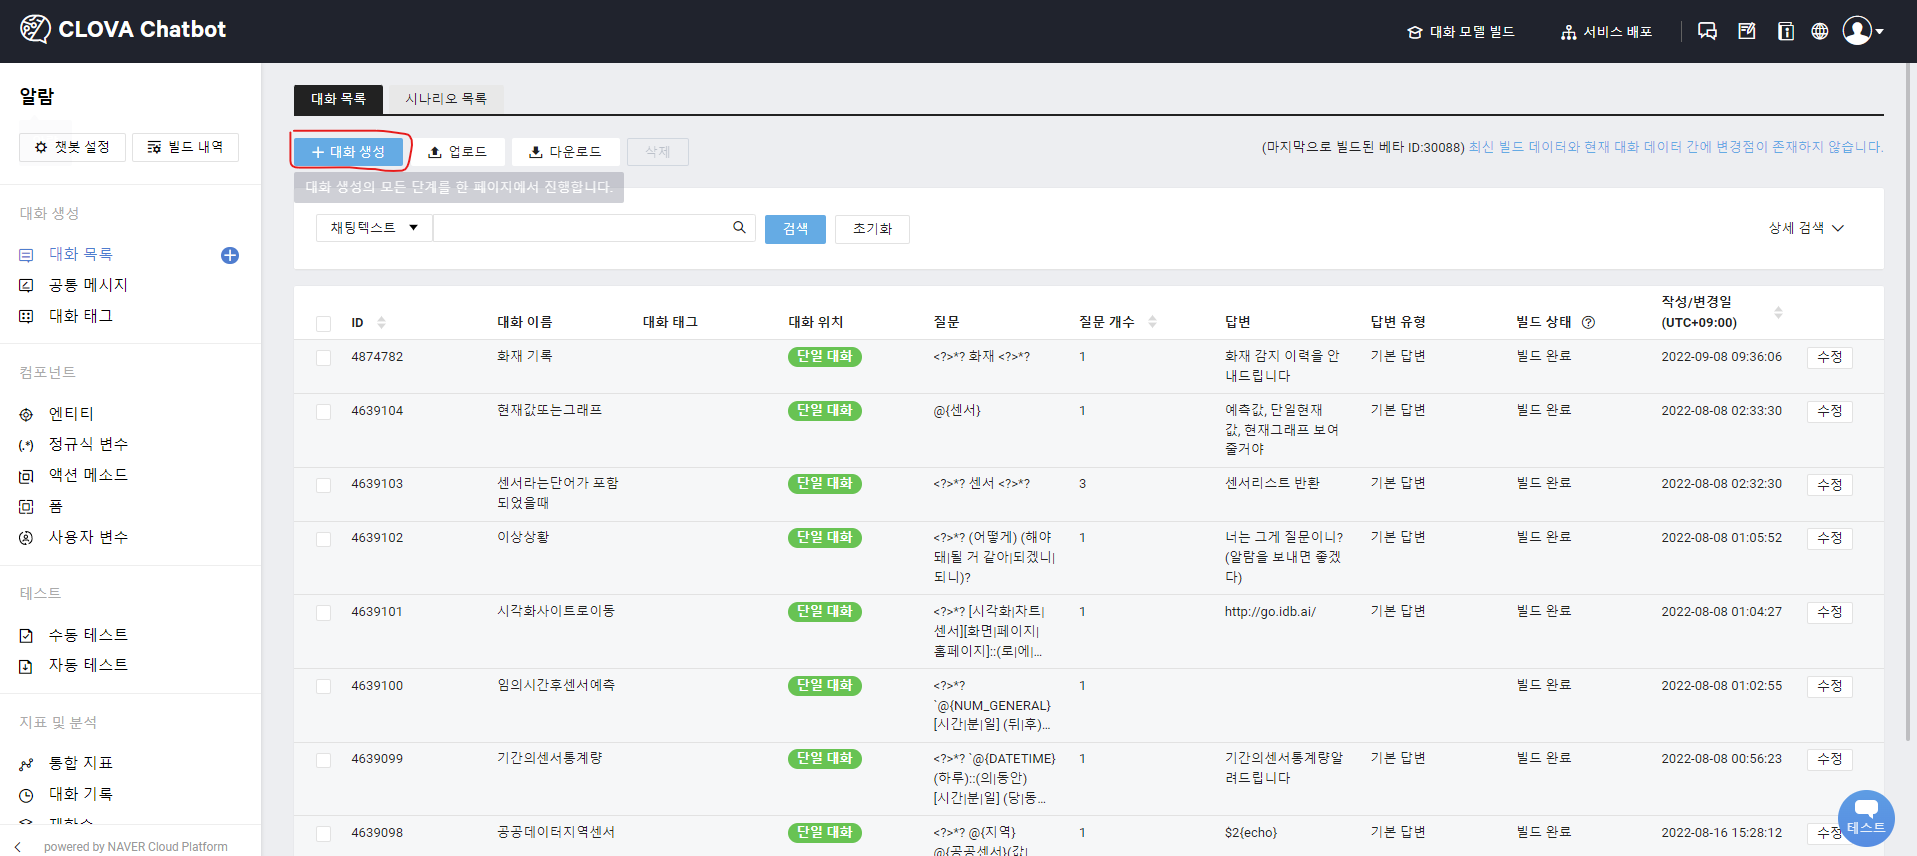 CLOVA Chatbot
대화 모델 빌드
서비스 배포
알람
챗봇 설정
빌드 내역
대화 생성
대화 목록
공통 메시지
대화 태그
컴포넌트
엔티티
(.*) 정규식 변수
액션 메소드
폼
사용자 변수
테스트
수동 테스트
자동 테스트
지표 및 분석
통합 지표
대화 기록
powered by NAVER Cloud Platform
대화 목록
시나리오 목록
+ 대화 생성
업로드
다운로드
삭제
(마지막으로 빌드된 베타 ID:30088) 최신 빌드 데이터와 현재 대화 데이터 간에 변경점이 존재하지 않습니다.
대화 생성의 모든 단계를 한 페이지에서 진행합니다.
채팅텍스트
검색
초기화
상세 검색
ID 대화 이름 대화 태그 대화 위치 질문 질문 개수 답변 답변 유형 빌드 상태 작성/변경일
(UTC+09:00)
4874782 화재 기록 단일 대화 <?>*? 화재 <?>*? 1 화재 감지 이력을 안 기본 답변 빌드 완료 2022-09-08 09:36:06 수정
내드립니다
4639104 현재값또는그래프 단일 대화 @{센서} 1 예측값, 단일현재 기본 답변 빌드 완료 2022-08-08 02:33:30 수정
값, 현재그래프 보여
줄거야
4639103 센서라는단어가 포함 단일 대화 <?>*? 센서 <?>*? 3 센서리스트 반환 기본 답변 빌드 완료 2022-08-08 02:32:30 수정
되었을때
4639102 이상상황 단일 대화 <?>*? (어떻게) (해야 1 너는 그게 질문이니? 기본 답변 빌드 완료 2022-08-08 01:05:52 수정
돼|될 거 같아|되겠니| (알람을 보내면 좋겠
되니)? 다)
4639101 시각화사이트로이동 단일 대화 <?>*? [시각화|차트| 1 http://go.idb.ai/ 기본 답변 빌드 완료 2022-08-08 01:04:27 수정
센서][화면|페이지|
홈페이지]::(로|에|...
4639100 임의시간후센서예측 단일 대화 <?>*? 1 빌드 완료 2022-08-08 01:02:55 수정
`@{NUM_GENERAL}
[시간|분|일] (뒤|후)...
4639099 기간의센서통계량 단일 대화 <?>*? `@{DATETIME} 1 기간의센서통계량알 기본 답변 빌드 완료 2022-08-08 00:56:23 수정
(하루)::(의|동안) 려드립니다
[시간|분|일] (당|동...
4639098 공공데이터지역센서 단일 대화 <?>*? @{지역} 1 $2{echo} 기본 답변 빌드 완료 2022-08-16 15:28:12 수정
@{공공센서}(값|
테스트